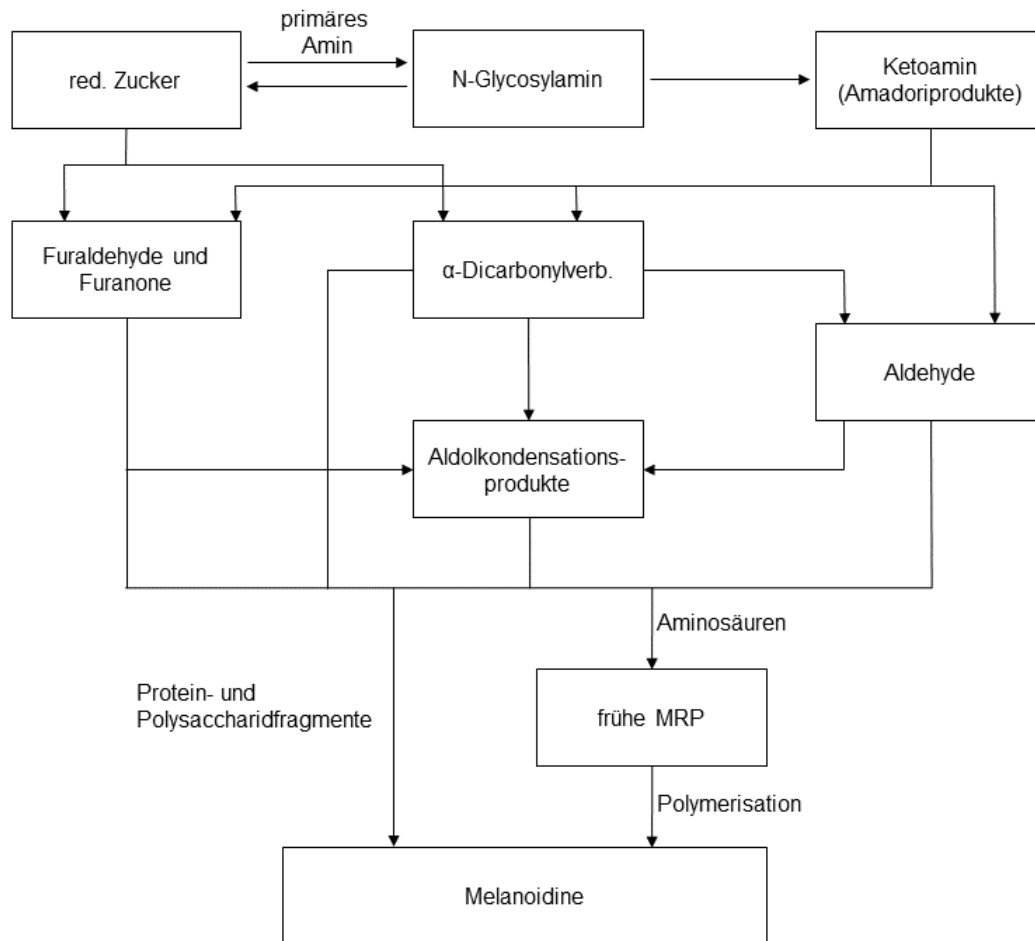 primäres
Amin
red. Zucker
N-Glycosylamin
Ketoamin
(Amadoriprodukte)
Furaldehyde und
Furanone
α-Dicarbonylverb.
Aldehyde
Aldolkondensations-
produkte
Aminosäuren
Protein- und
Polysaccharidfragmente
frühe MRP
Polymerisation
Melanoidine